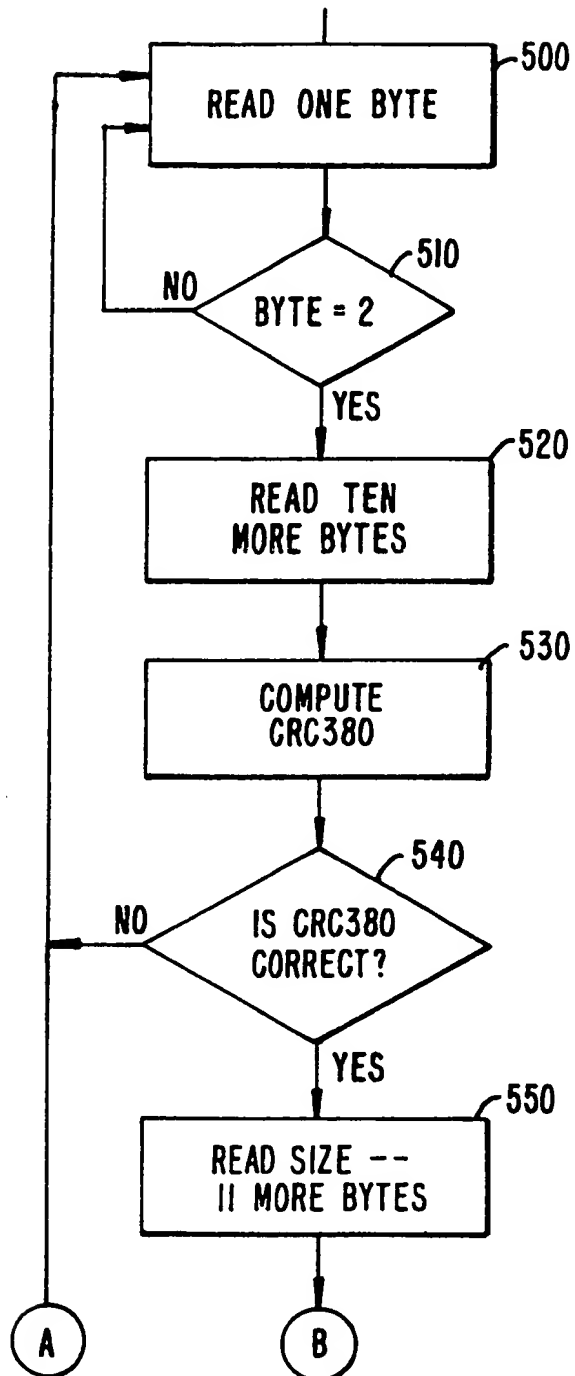 500
READ ONE BYTE
510
NO
BYTE = 2
YES
520
READ TEN
MORE BYTES
530
COMPUTE
CRC380
540
NO
IS CRC380
CORRECT?
YES
550
READ SIZE --
11 MORE BYTES
A
B